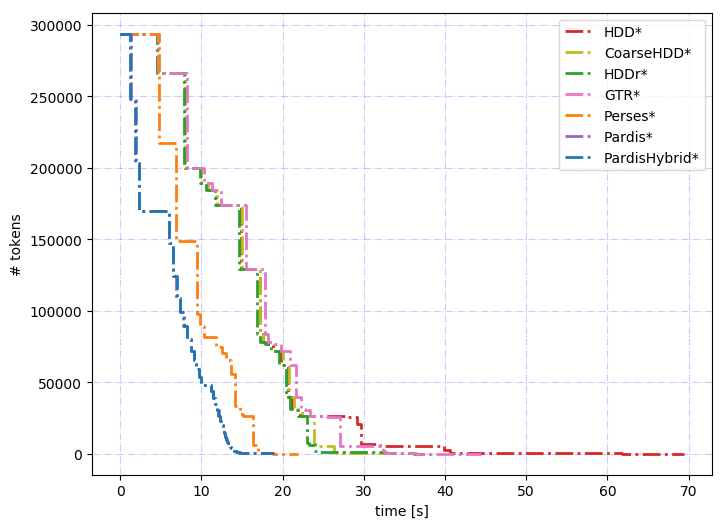 300000
250000
200000
150000
100000
50000
0
# tokens
0 10 20 30 40 50 60 70
time [s]
HDD*
CoarseHDD*
HDDr*
GTR*
Perses*
Pardis*
PardisHybrid*